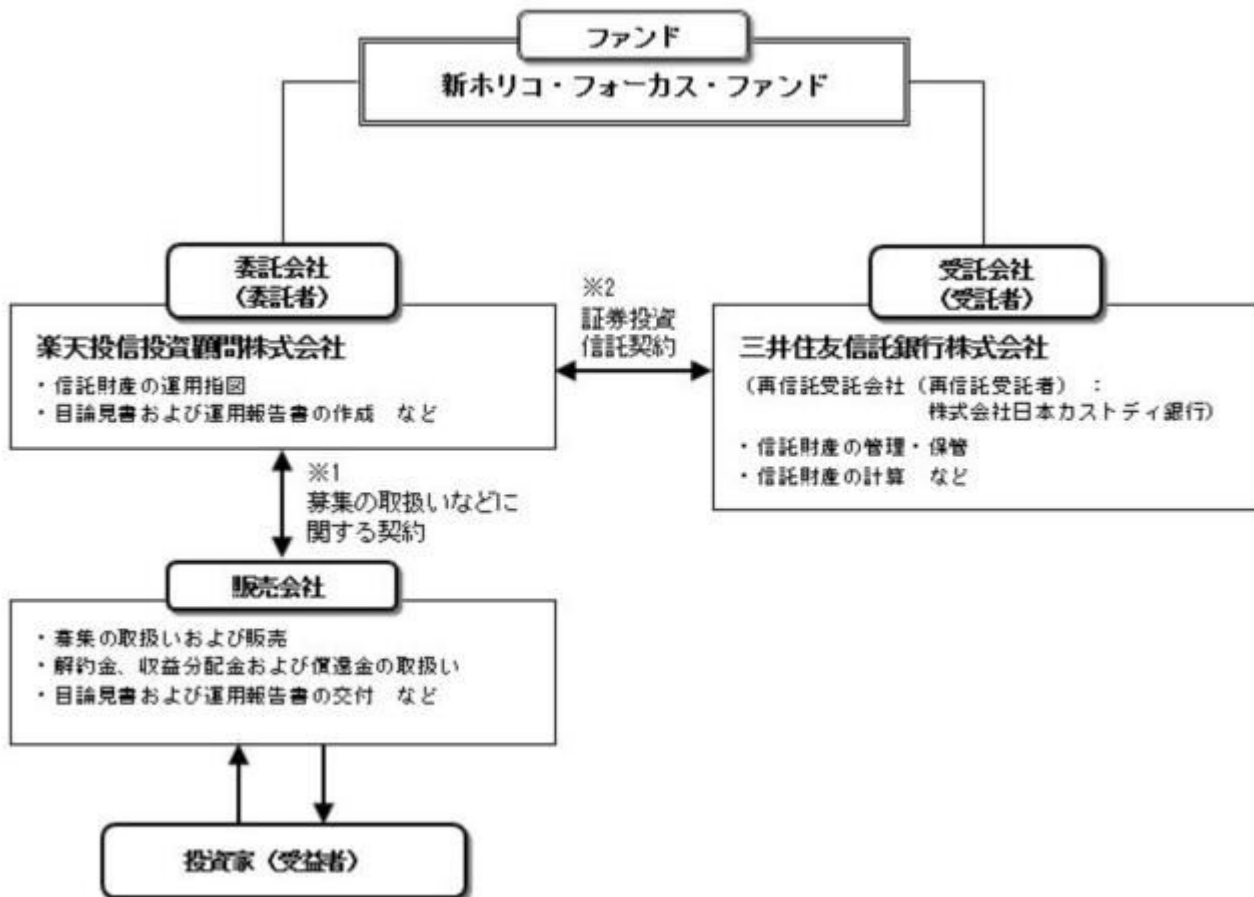 ファンド
新ホリコ・フォーカス・ファンド
委託会社
(委託者)
楽天投信投資顧問株式会社
・信託財産の運用指図
・目論見書および運用報告書の作成 など
※2
証券投資
信託契約
受託会社
(受託者)
三井住友信託銀行株式会社
(再信託受託会社(再信託受託者) :
株式会社日本カストディ銀行)
・信託財産の管理・保管
・信託財産の計算 など
※1
募集の取扱いなどに
関する契約
販売会社
・募集の取扱いおよび販売
・解約金、収益分配金および償還金の取扱い
・目論見書および運用報告書の交付 など
投資家(受益者)